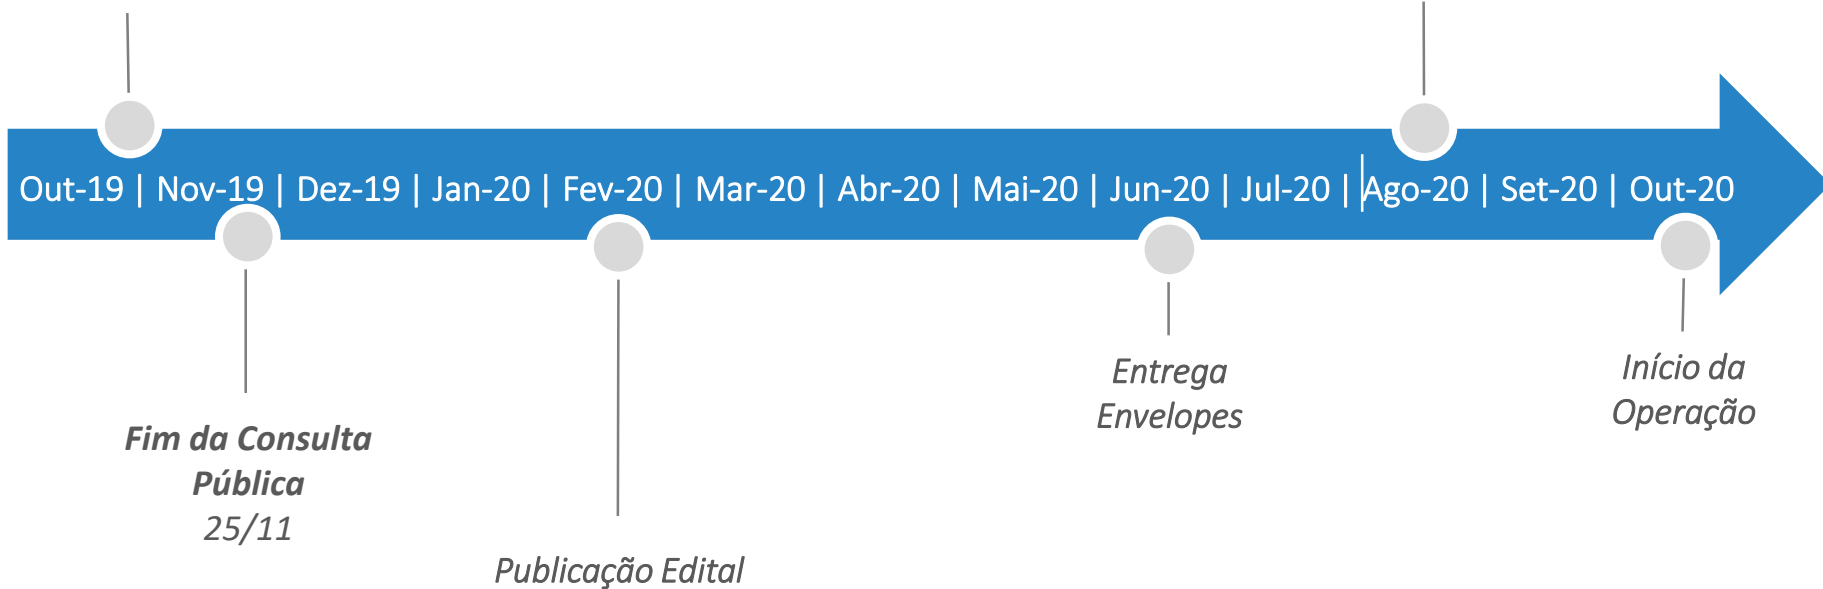 Out-19 | Nov-19 | Dez-19 | Jan-20 | Fev-20 | Mar-20 | Abr-20 | Mai-20 | Jun-20 | Jul-20 | Ago-20 | Set-20 | Out-20
Fim da Consulta
Pública
25/11
Publicação Edital
Entrega
Envelopes
Início da
Operação